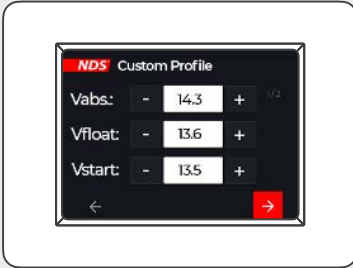 NDS Custom Profile
Vabs.: - 14.3 + 1/2
Vfloat: - 13.6 + 
Vstart: - 13.5 +
← →